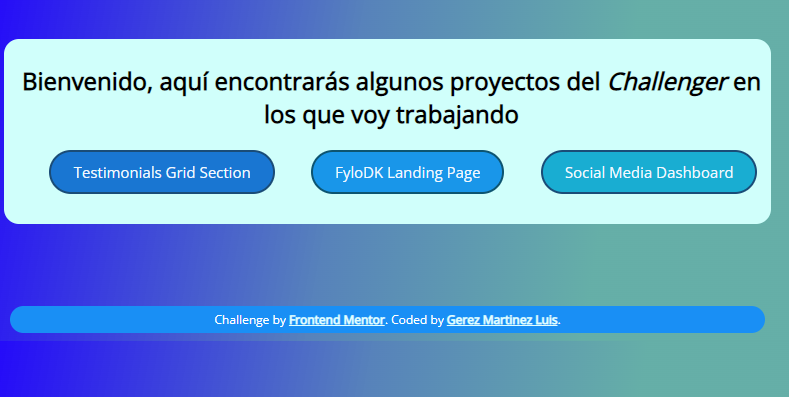 Bienvenido, aquí encontrarás algunos proyectos del Challenger en
los que voy trabajando
Testimonials Grid Section
FyloDK Landing Page
Social Media Dashboard
Challenge by Frontend Mentor. Coded by Gerez Martinez Luis.